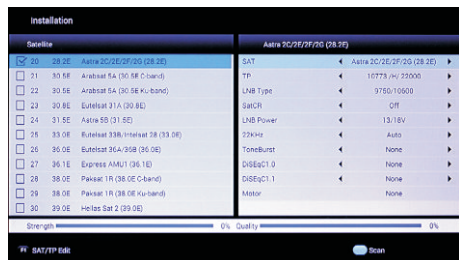 Installation
Satellite
20 28.2E Astra 2C/2E/2F/2G (28.2E)
21 30.5E Arabsat 5A (30.5E C-band)
22 30.5E Arabsat 5A (30.5E Ku-band)
23 30.8E Eutelsat 31A (30.8E)
24 31.5E Astra 5B (31.5E)
25 33.0E Eutelsat 33B/Intelsat 28 (33.0E)
26 36.0E Eutelsat 36A/36B (36.0E)
27 36.1E Express AMU1 (36.1E)
28 38.0E Paksat 1R (38.0E C-band)
29 38.0E Paksat 1R (38.0E Ku-band)
30 39.0E Hellas Sat 2 (39.0E)
Astra 2C/2E/2F/2G (28.2E)
SAT Astra 2C/2E/2F/2G (28.2E)
TP 10773 /H/ 22000
LNB Type 9750/10600
SatCR Off
LNB Power 13/18V
22KHz Auto
ToneBurst None
DiSEqC1.0 None
DiSEqC1.1 None
Motor None
Strength 0% Quality 0%
SAT/TP Edit
Scan